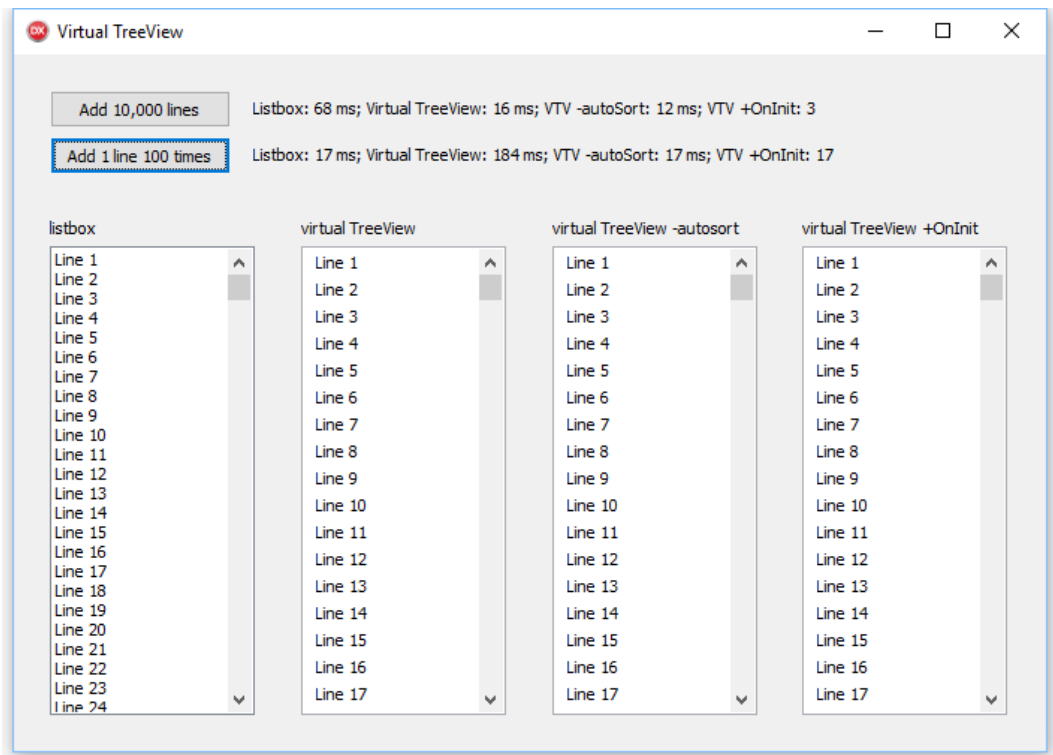 DX Virtual TreeView
Add 10,000 lines
Listbox: 68 ms; Virtual TreeView: 16 ms; VTV -autoSort: 12 ms; VTV +OnInit: 3
Add 1 line 100 times
Listbox: 17 ms; Virtual TreeView: 184 ms; VTV -autoSort: 17 ms; VTV +OnInit: 17
listbox
Line 1
Line 2
Line 3
Line 4
Line 5
Line 6
Line 7
Line 8
Line 9
Line 10
Line 11
Line 12
Line 13
Line 14
Line 15
Line 16
Line 17
Line 18
Line 19
Line 20
Line 21
Line 22
Line 23
Line 24
virtual TreeView
Line 1
Line 2
Line 3
Line 4
Line 5
Line 6
Line 7
Line 8
Line 9
Line 10
Line 11
Line 12
Line 13
Line 14
Line 15
Line 16
Line 17
virtual TreeView -autosort
Line 1
Line 2
Line 3
Line 4
Line 5
Line 6
Line 7
Line 8
Line 9
Line 10
Line 11
Line 12
Line 13
Line 14
Line 15
Line 16
Line 17
virtual TreeView +OnInit
Line 1
Line 2
Line 3
Line 4
Line 5
Line 6
Line 7
Line 8
Line 9
Line 10
Line 11
Line 12
Line 13
Line 14
Line 15
Line 16
Line 17